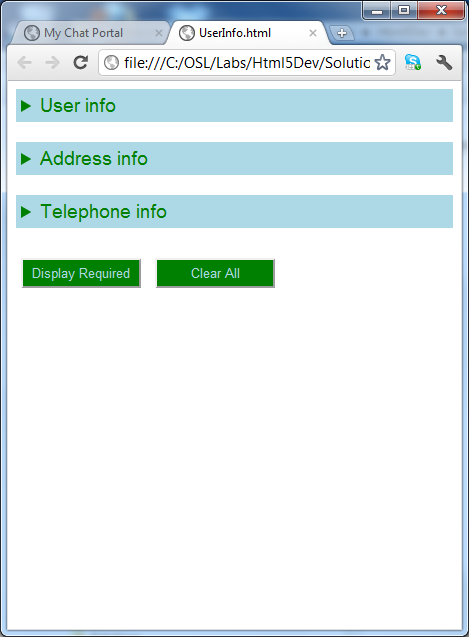 My Chat Portal
UserInfo.html
file:///C:/OSL/Labs/Html5Dev/Solutic
User info
Address info
Telephone info
Display Required
Clear All